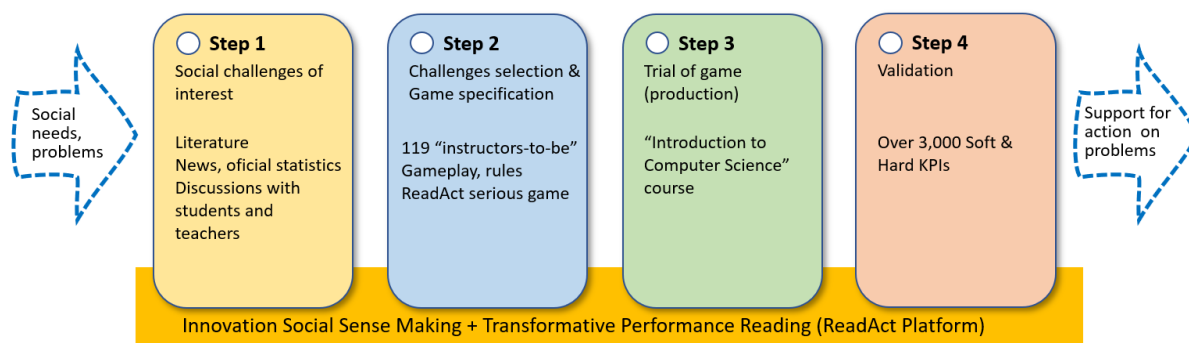 Social
needs,
problems
Step 1
Social challenges of
interest
Literature
News, oficial statistics
Discussions with
students and
teachers
Step 2
Challenges selection &
Game specification
119 “instructors-to-be”
Gameplay, rules
ReadAct serious game
Step 3
Trial of game
(production)
“Introduction to
Computer Science”
course
Step 4
Validation
Over 3,000 Soft &
Hard KPIs
Support for
action on
problems
Innovation Social Sense Making + Transformative Performance Reading (ReadAct Platform)